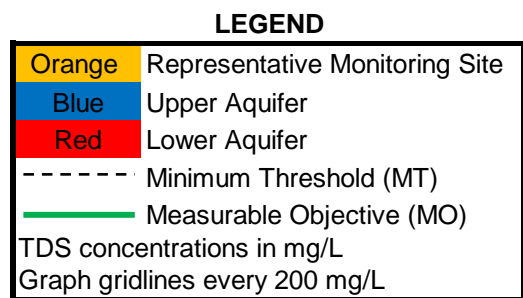 LEGEND
Orange Representative Monitoring Site
Blue Upper Aquifer
Red Lower Aquifer
Minimum Threshold (MT)
Measurable Objective (MO)
TDS concentrations in mg/L
Graph gridlines every 200 mg/L